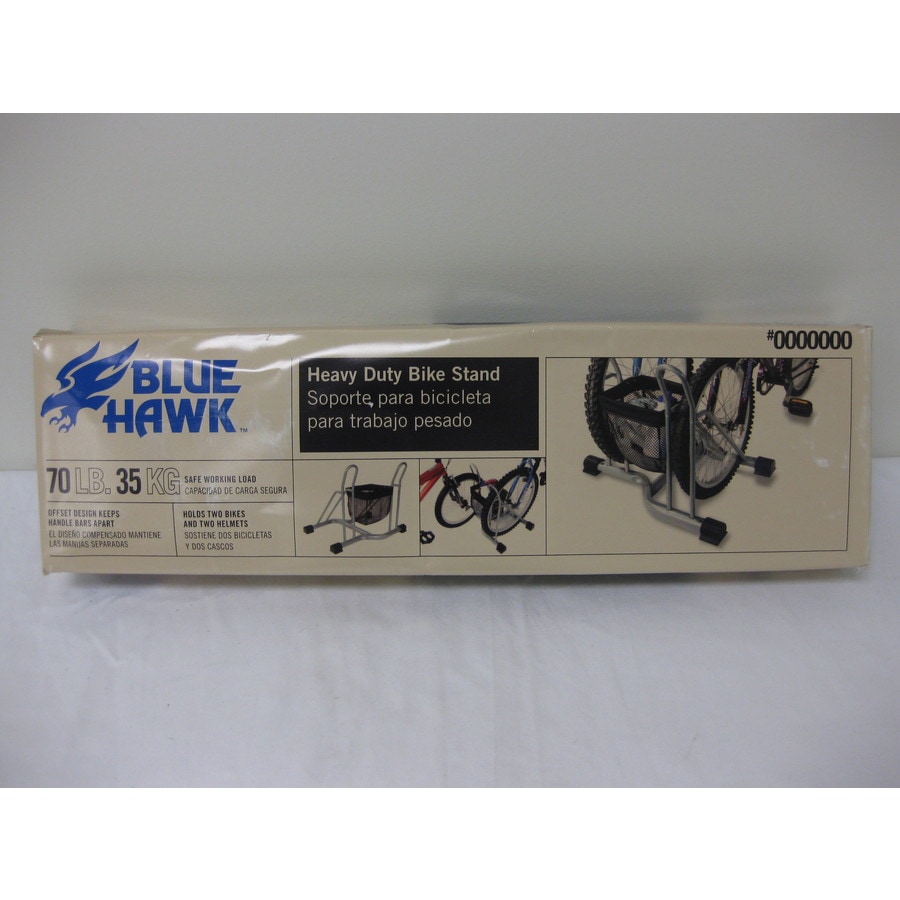 #0000000
BLUE
HAWK™
Heavy Duty Bike Stand
Soporte para bicicleta
para trabajo pesado
70 LB. 35 KG
SAFE WORKING LOAD
CAPACIDAD DE CARGA SEGURA
OFFSET DESIGN KEEPS
HANDLE BARS APART
EL DISEÑO COMPENSADO MANTIENE
LAS MANIJAS SEPARADAS
HOLDS TWO BIKES
AND TWO HELMETS
SOSTIENE DOS BICICLETAS
Y DOS CASCOS